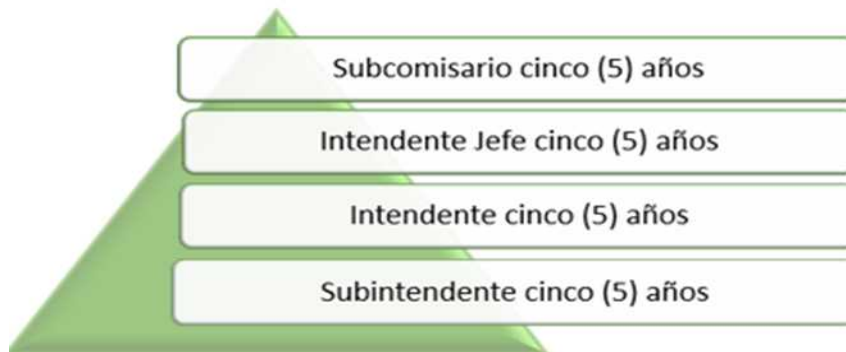 Subcomisario cinco (5) años
Intendente Jefe cinco (5) años
Intendente cinco (5) años
Subintendente cinco (5) años